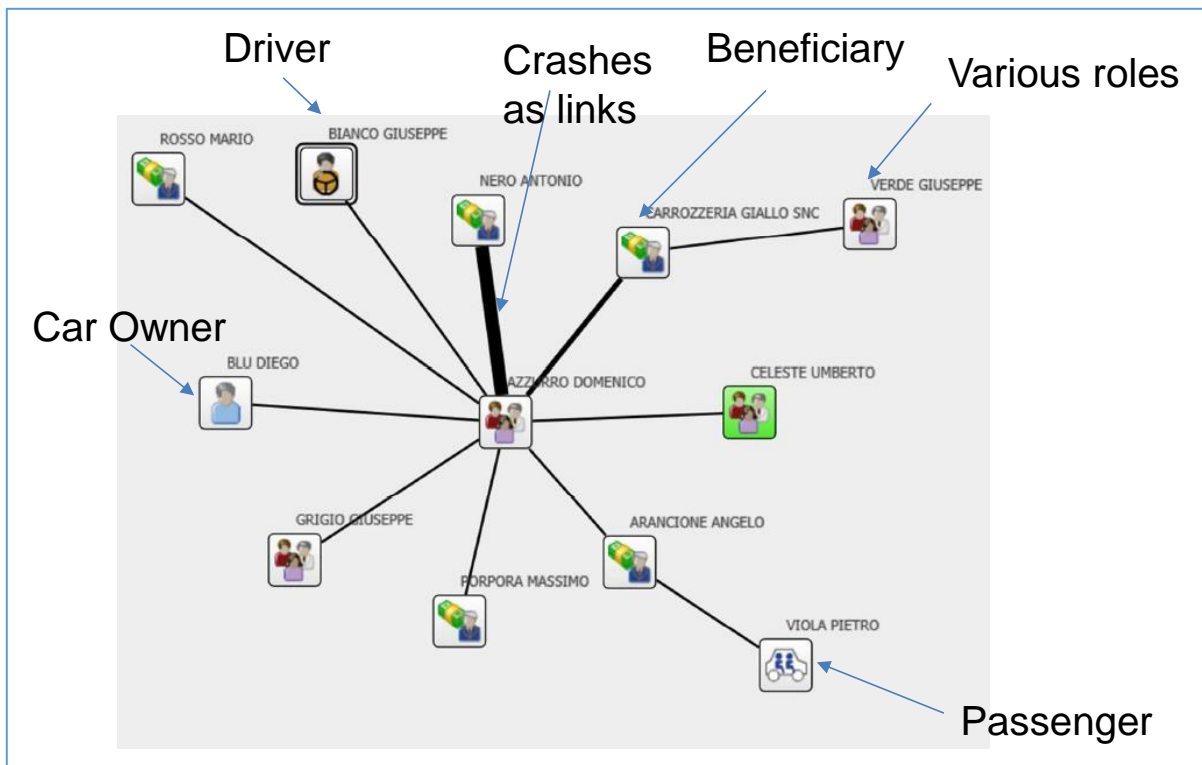 Driver
Crashes
as links
Beneficiary
Various roles
ROSSO MARIO
BIANCO GIUSEPPE
NERO ANTONIO
CARROZZERIA GIALLO SNC
VERDE GIUSEPPE
Car Owner
BLU DIEGO
AZZURRO DOMENICO
CELESTE UMBERTO
GRIGIO GIUSEPPE
PORPORA MASSIMO
ARANCIONE ANGELO
VIOLA PIETRO
Passenger